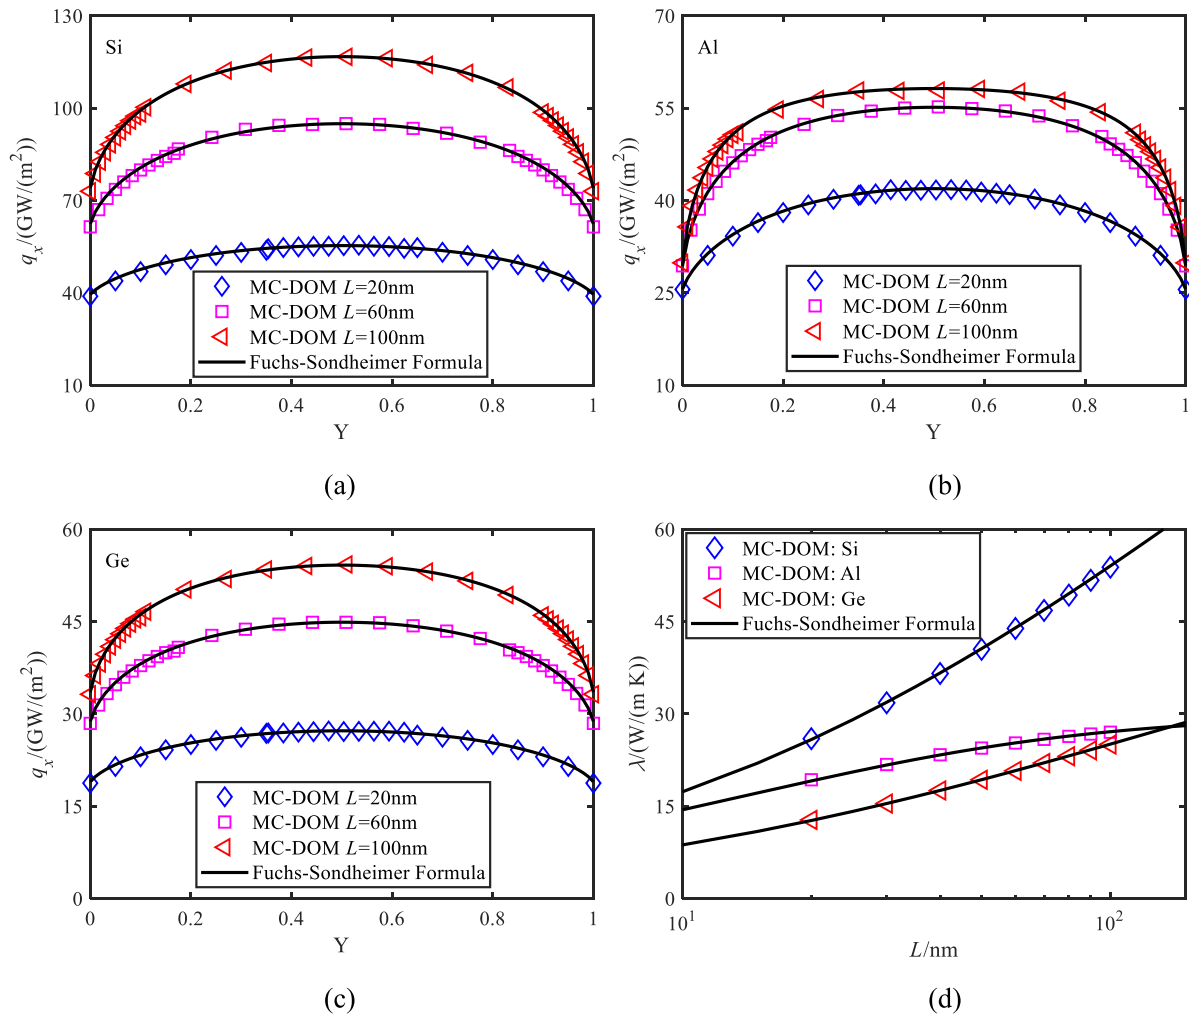 Si
130
100
70
40
10
q_x/(GW/(m^2))
MC-DOM L=20nm
MC-DOM L=60nm
MC-DOM L=100nm
Fuchs-Sondheimer Formula
0 0.2 0.4 0.6 0.8 1
Y
(a)
Al
70
55
40
25
10
q_x/(GW/(m^2))
MC-DOM L=20nm
MC-DOM L=60nm
MC-DOM L=100nm
Fuchs-Sondheimer Formula
0 0.2 0.4 0.6 0.8 1
Y
(b)
Ge
60
45
30
15
0
q_x/(GW/(m^2))
MC-DOM L=20nm
MC-DOM L=60nm
MC-DOM L=100nm
Fuchs-Sondheimer Formula
0 0.2 0.4 0.6 0.8 1
Y
(c)
60
45
30
15
0
λ/(W/(m K))
MC-DOM: Si
MC-DOM: Al
MC-DOM: Ge
Fuchs-Sondheimer Formula
10^1 10^2
L/nm
(d)